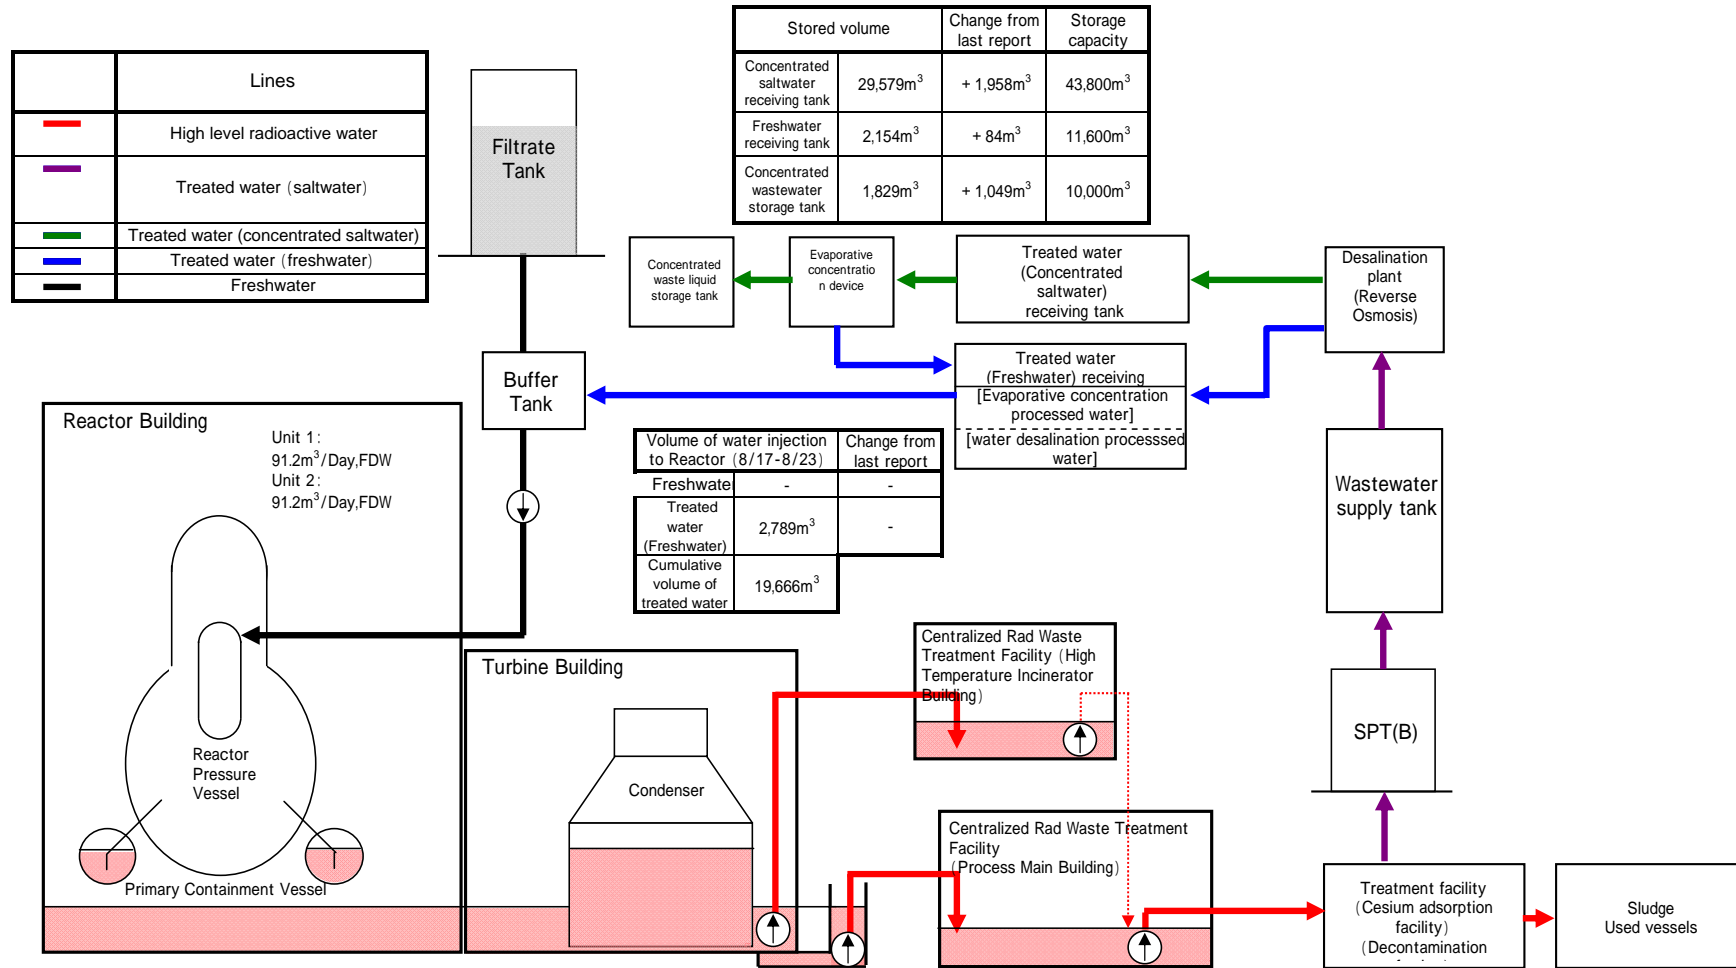 Lines
High level radioactive water
Treated water (saltwater)
Treated water (concentrated saltwater)
Treated water (freshwater)
Freshwater
Filtrate
Tank
Stored volume
Change from
last report
Storage
capacity
Concentrated
saltwater
receiving tank
29,579m³
+ 1,958m³
43,800m³
Freshwater
receiving tank
2,154m³
+ 84m³
11,600m³
Concentrated
wastewater
storage tank
1,829m³
+ 1,049m³
10,000m³
Concentrated
waste liquid
storage tank
Evaporative
concentratio
n device
Treated water
(Concentrated
saltwater)
receiving tank
Desalination
plant
(Reverse
Osmosis)
Treated water
(Freshwater) receiving
[Evaporative concentration
processed water]
[water desalination processsed
water]
Buffer
Tank
Reactor Building
Unit 1:
91.2m³/Day,FDW
Unit 2:
91.2m³/Day,FDW
Volume of water injection
to Reactor (8/17-8/23)
Change from
last report
Freshwater
-
-
Treated
water
(Freshwater)
2,789m³
-
Cumulative
volume of
treated water
19,666m³
Wastewater
supply tank
Turbine Building
Centralized Rad Waste
Treatment Facility (High
Temperature Incinerator
Building)
SPT(B)
Reactor
Pressure
Vessel
Condenser
Primary Containment Vessel
Centralized Rad Waste Treatment
Facility
(Process Main Building)
Treatment facility
(Cesium adsorption
facility)
(Decontamination
Sludge
Used vessels